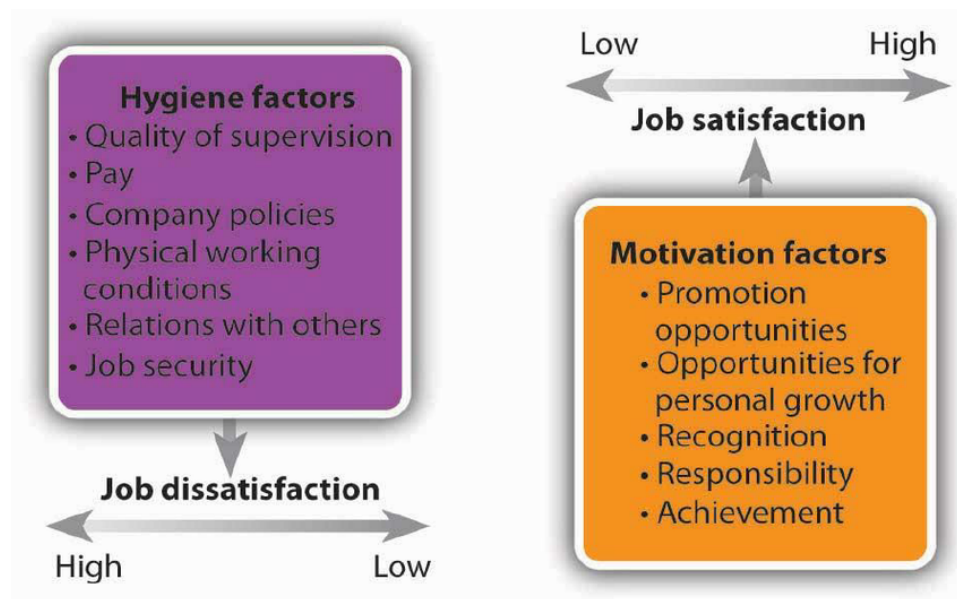 Hygiene factors
• Quality of supervision
• Pay
• Company policies
• Physical working
conditions
• Relations with others
• Job security
Job dissatisfaction
High Low
Low High
Job satisfaction
Motivation factors
• Promotion
opportunities
• Opportunities for
personal growth
• Recognition
• Responsibility
• Achievement